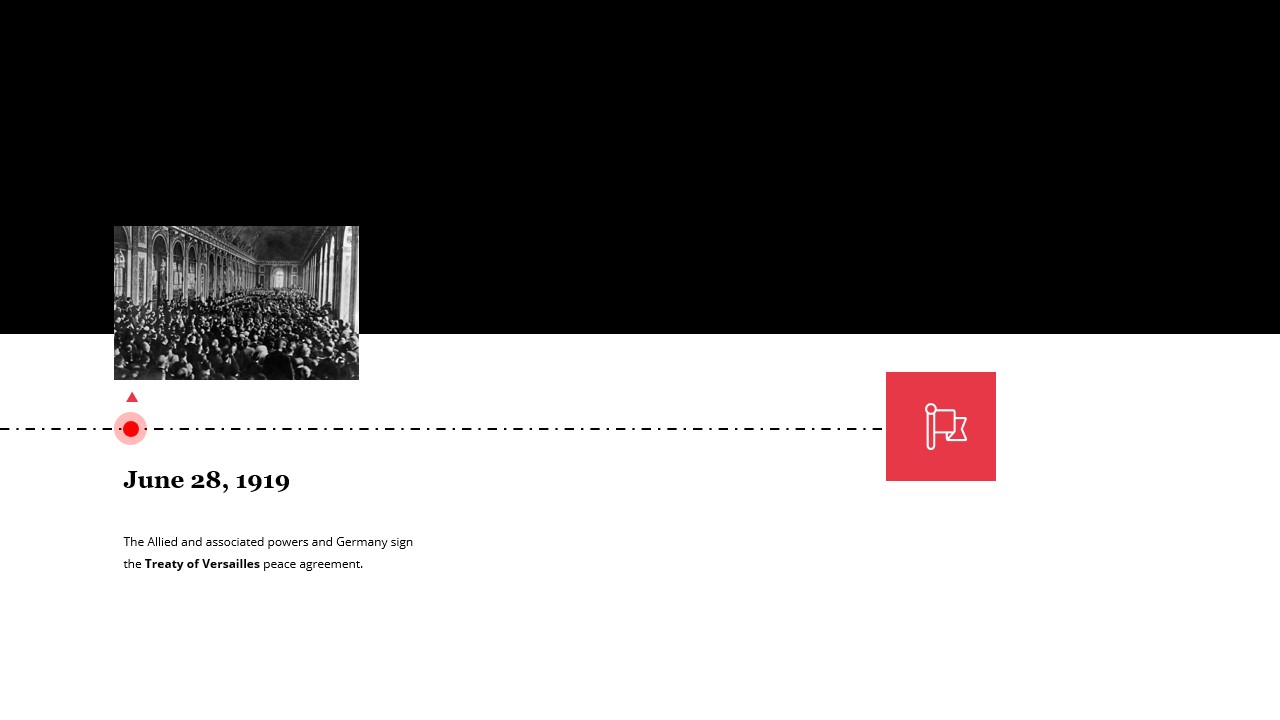 June 28, 1919
The Allied and associated powers and Germany sign
the Treaty of Versailles peace agreement.